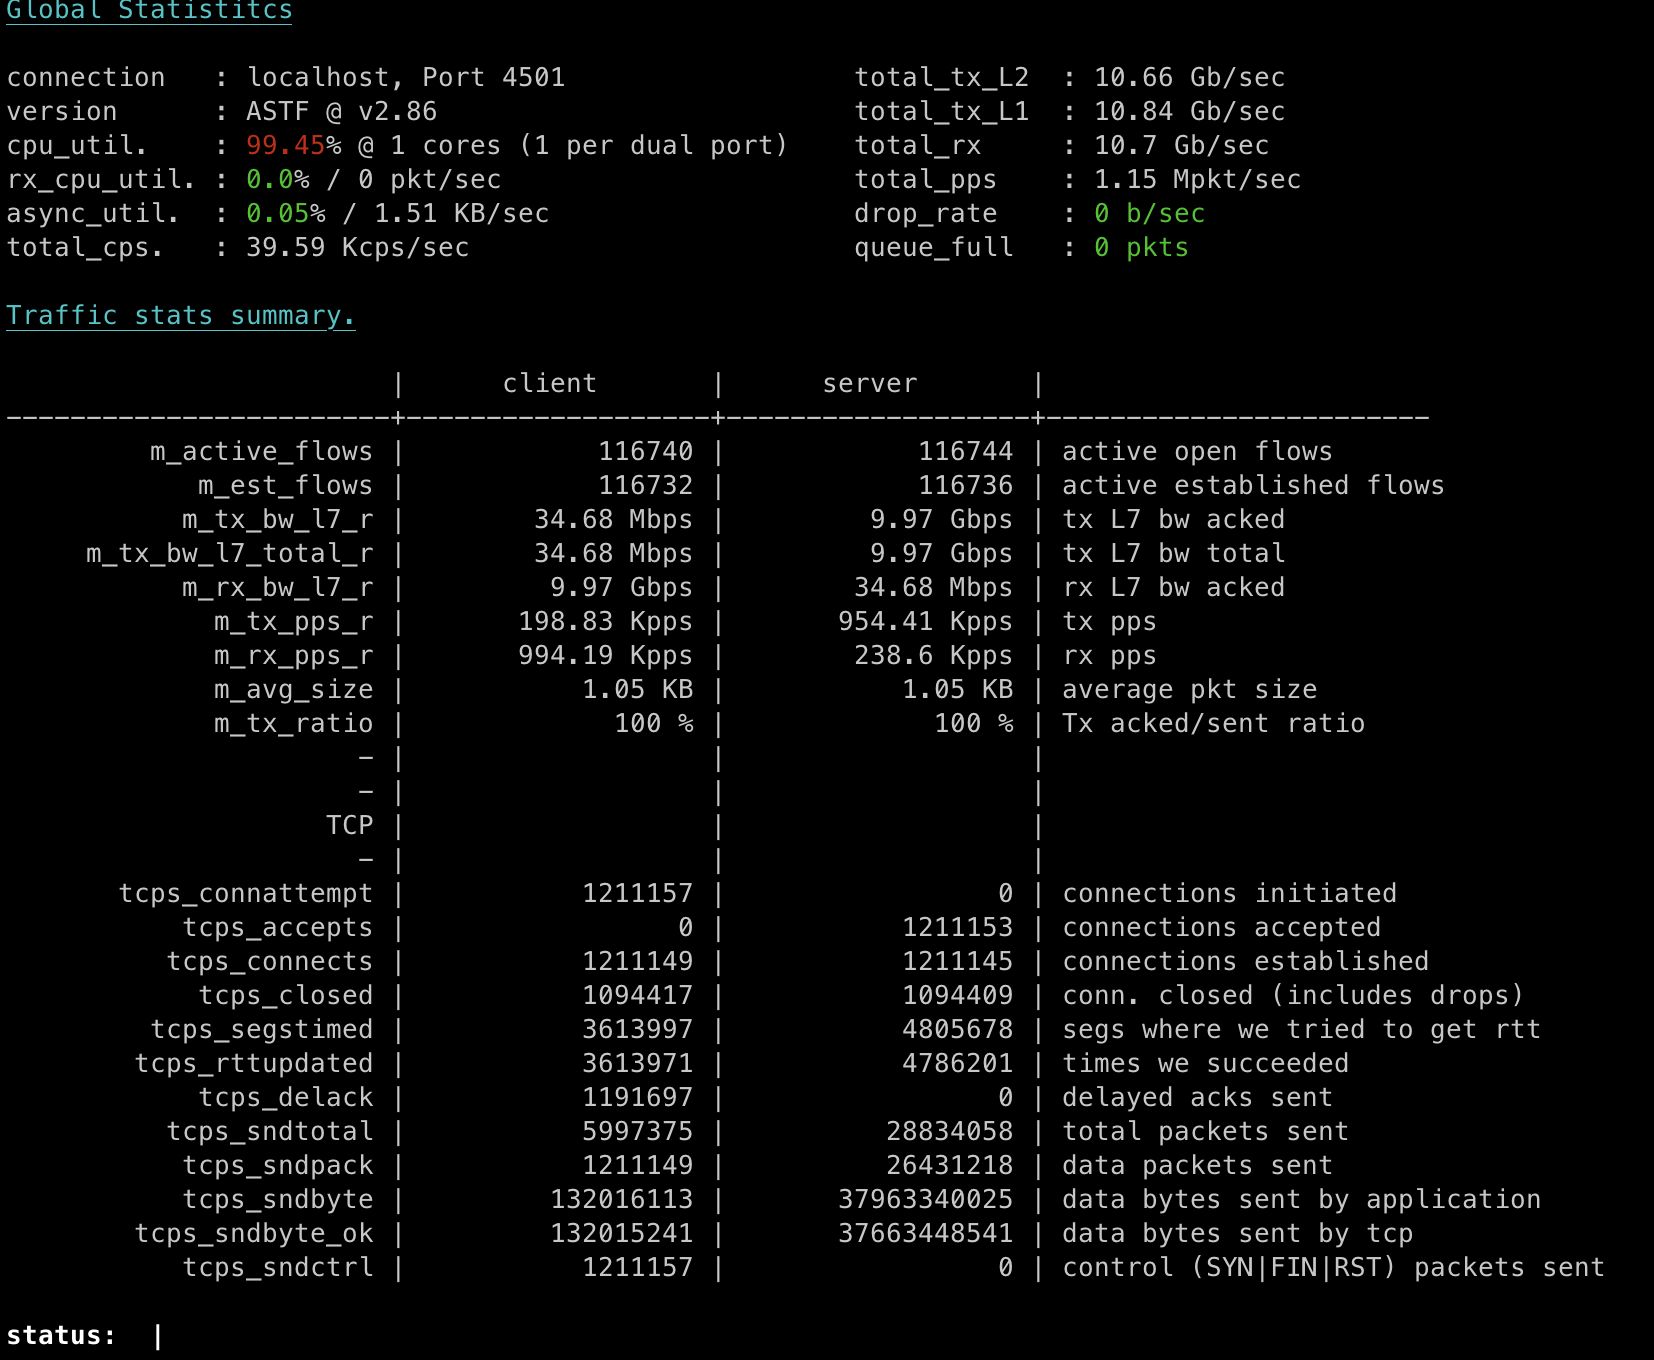 Global Statistitcs
connection   : localhost, Port 4501                  total_tx_L2  : 10.66 Gb/sec
version      : ASTF @ v2.86                          total_tx_L1  : 10.84 Gb/sec
cpu_util.    : 99.45% @ 1 cores (1 per dual port)    total_rx     : 10.7 Gb/sec
rx_cpu_util. : 0.0% / 0 pkt/sec                      total_pps    : 1.15 Mpkt/sec
async_util.  : 0.05% / 1.51 KB/sec                   drop_rate    : 0 b/sec
total_cps.   : 39.59 Kcps/sec                        queue_full   : 0 pkts
Traffic stats summary.
                        |      client       |      server       |
------------------------+-------------------+-------------------+------------------------
         m_active_flows |            116740 |            116744 | active open flows
            m_est_flows |            116732 |            116736 | active established flows
           m_tx_bw_l7_r |        34.68 Mbps |         9.97 Gbps | tx L7 bw acked
     m_tx_bw_l7_total_r |        34.68 Mbps |         9.97 Gbps | tx L7 bw total
           m_rx_bw_l7_r |         9.97 Gbps |        34.68 Mbps | rx L7 bw acked
             m_tx_pps_r |       198.83 Kpps |       954.41 Kpps | tx pps
             m_rx_pps_r |       994.19 Kpps |        238.6 Kpps | rx pps
             m_avg_size |           1.05 KB |           1.05 KB | average pkt size
             m_tx_ratio |             100 % |             100 % | Tx acked/sent ratio
                      - |                   |                   |
                      - |                   |                   |
                    TCP |                   |                   |
                      - |                   |                   |
       tcps_connattempt |           1211157 |                 0 | connections initiated
           tcps_accepts |                 0 |           1211153 | connections accepted
          tcps_connects |           1211149 |           1211145 | connections established
            tcps_closed |           1094417 |           1094409 | conn. closed (includes drops)
         tcps_segstimed |           3613997 |           4805678 | segs where we tried to get rtt
        tcps_rttupdated |           3613971 |           4786201 | times we succeeded
            tcps_delack |           1191697 |                 0 | delayed acks sent
          tcps_sndtotal |           5997375 |          28834058 | total packets sent
           tcps_sndpack |           1211149 |          26431218 | data packets sent
           tcps_sndbyte |         132016113 |       37963340025 | data bytes sent by application
        tcps_sndbyte_ok |         132015241 |       37663448541 | data bytes sent by tcp
           tcps_sndctrl |           1211157 |                 0 | control (SYN|FIN|RST) packets sent
status:  |